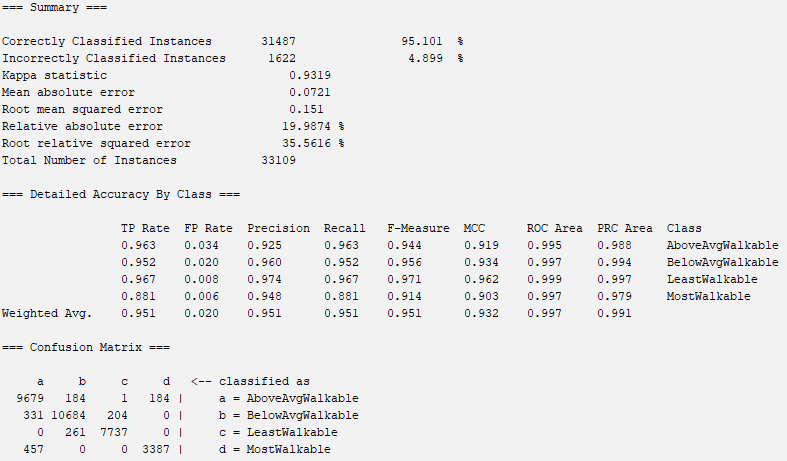 === Summary ===
Correctly Classified Instances 31487 95.101 %
Incorrectly Classified Instances 1622 4.899 %
Kappa statistic 0.9319
Mean absolute error 0.0721
Root mean squared error 0.151
Relative absolute error 19.9874 %
Root relative squared error 35.5616 %
Total Number of Instances 33109
=== Detailed Accuracy By Class ===
TP Rate FP Rate Precision Recall F-Measure MCC ROC Area PRC Area Class
0.963 0.034 0.925 0.963 0.944 0.919 0.995 0.988 AboveAvgWalkable
0.952 0.020 0.960 0.952 0.956 0.934 0.997 0.994 BelowAvgWalkable
0.967 0.008 0.974 0.967 0.971 0.962 0.999 0.997 LeastWalkable
0.881 0.006 0.948 0.881 0.914 0.903 0.997 0.979 MostWalkable
Weighted Avg. 0.951 0.020 0.951 0.951 0.951 0.932 0.997 0.991
=== Confusion Matrix ===
a b c d <-- classified as
9679 184 1 184 | a = AboveAvgWalkable
331 10684 204 0 | b = BelowAvgWalkable
0 261 7737 0 | c = LeastWalkable
457 0 0 3387 | d = MostWalkable